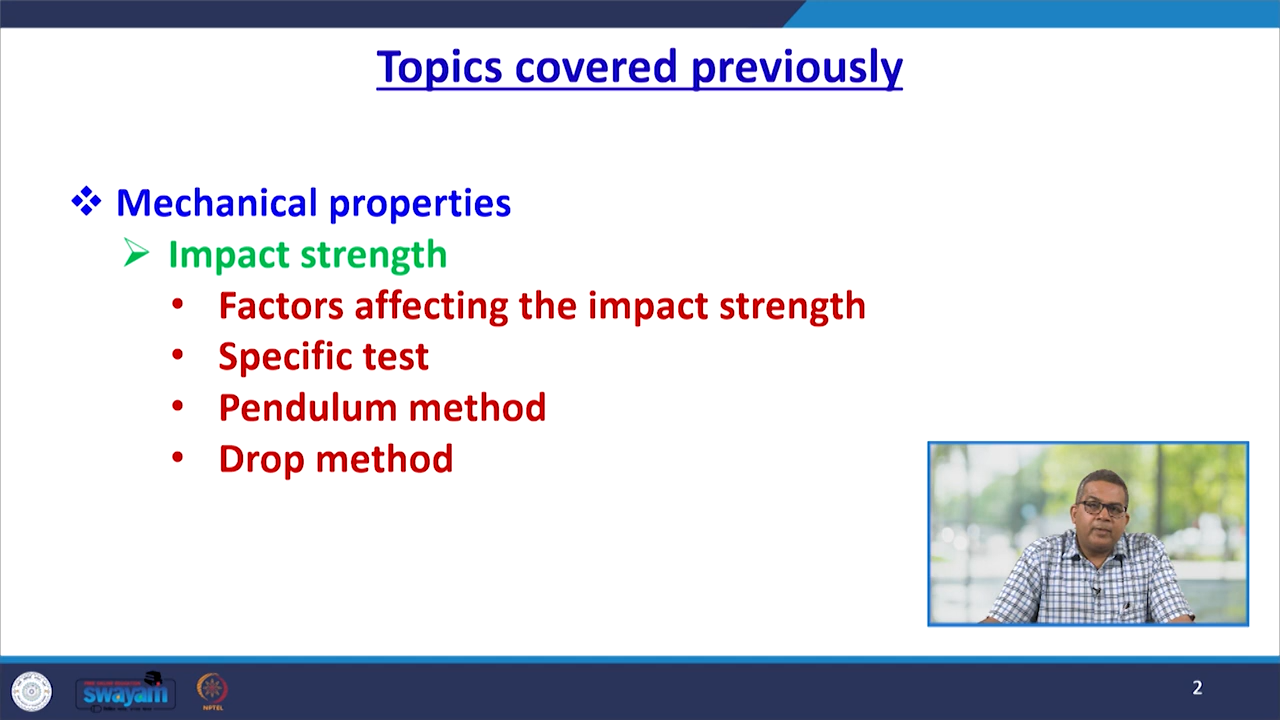 Topics covered previously
❖ Mechanical properties
➢ Impact strength
• Factors affecting the impact strength
• Specific test
• Pendulum method
• Drop method
swayam
NPTEL
2